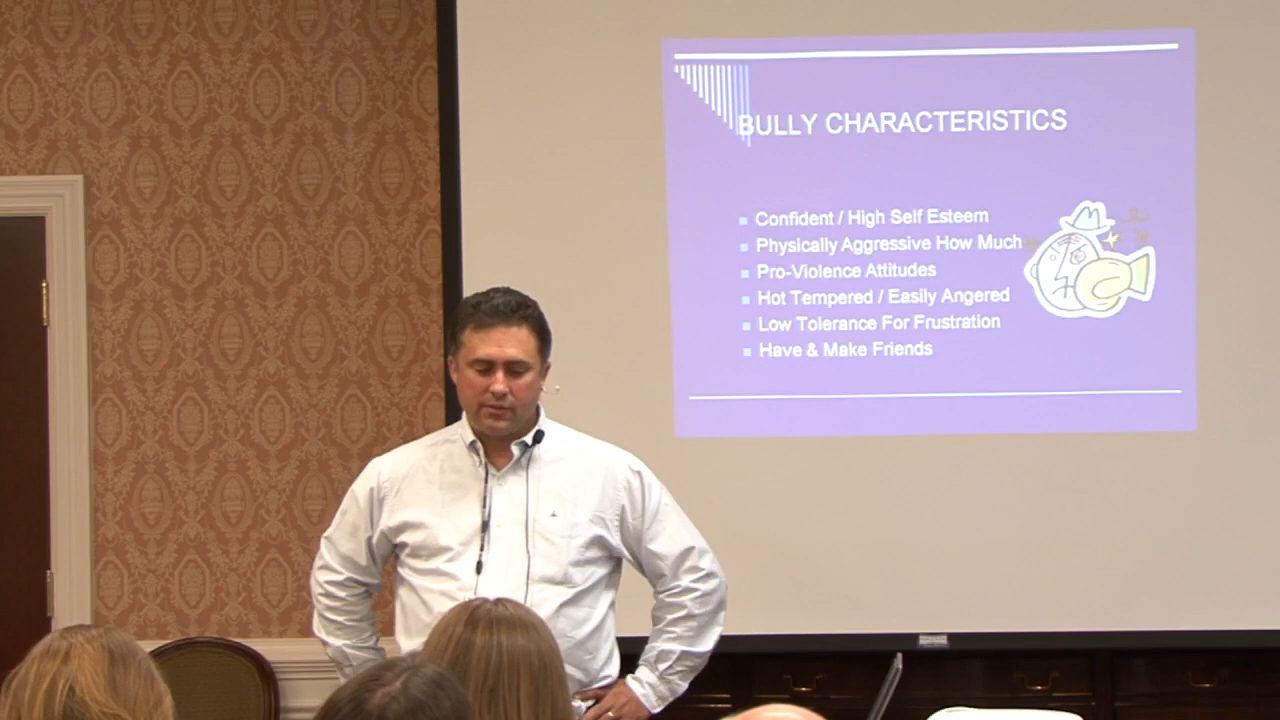 BULLY CHARACTERISTICS
Confident / High Self Esteem
Physically Aggressive How Much
Pro-Violence Attitudes
Hot Tempered / Easily Angered
Low Tolerance For Frustration
Have & Make Friends